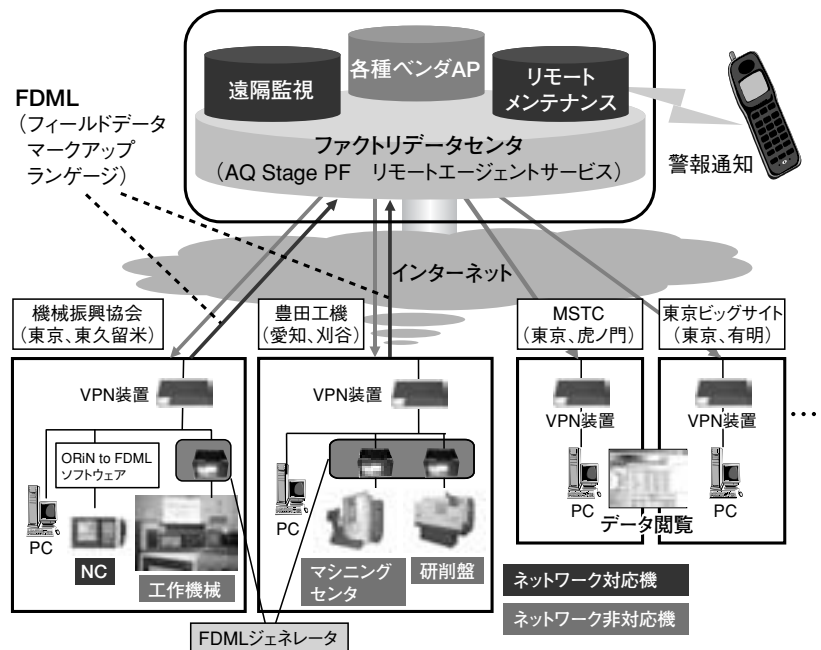 遠隔監視
各種ベンダAP
リモート
メンテナンス
ファクトリデータセンタ
（AQ Stage PF　リモートエージェントサービス）
警報通知
FDML
（フィールドデータ
マークアップ
ランゲージ）
インターネット
機械振興協会
（東京、東久留米）
豊田工機
（愛知、刈谷）
MSTC
（東京、虎ノ門）
東京ビッグサイト
（東京、有明）
VPN装置
VPN装置
VPN装置
VPN装置
…
ORiN to FDML
ソフトウェア
PC
NC
工作機械
PC
マシニング
センタ
研削盤
PC
データ閲覧
PC
ネットワーク対応機
ネットワーク非対応機
FDMLジェネレータ